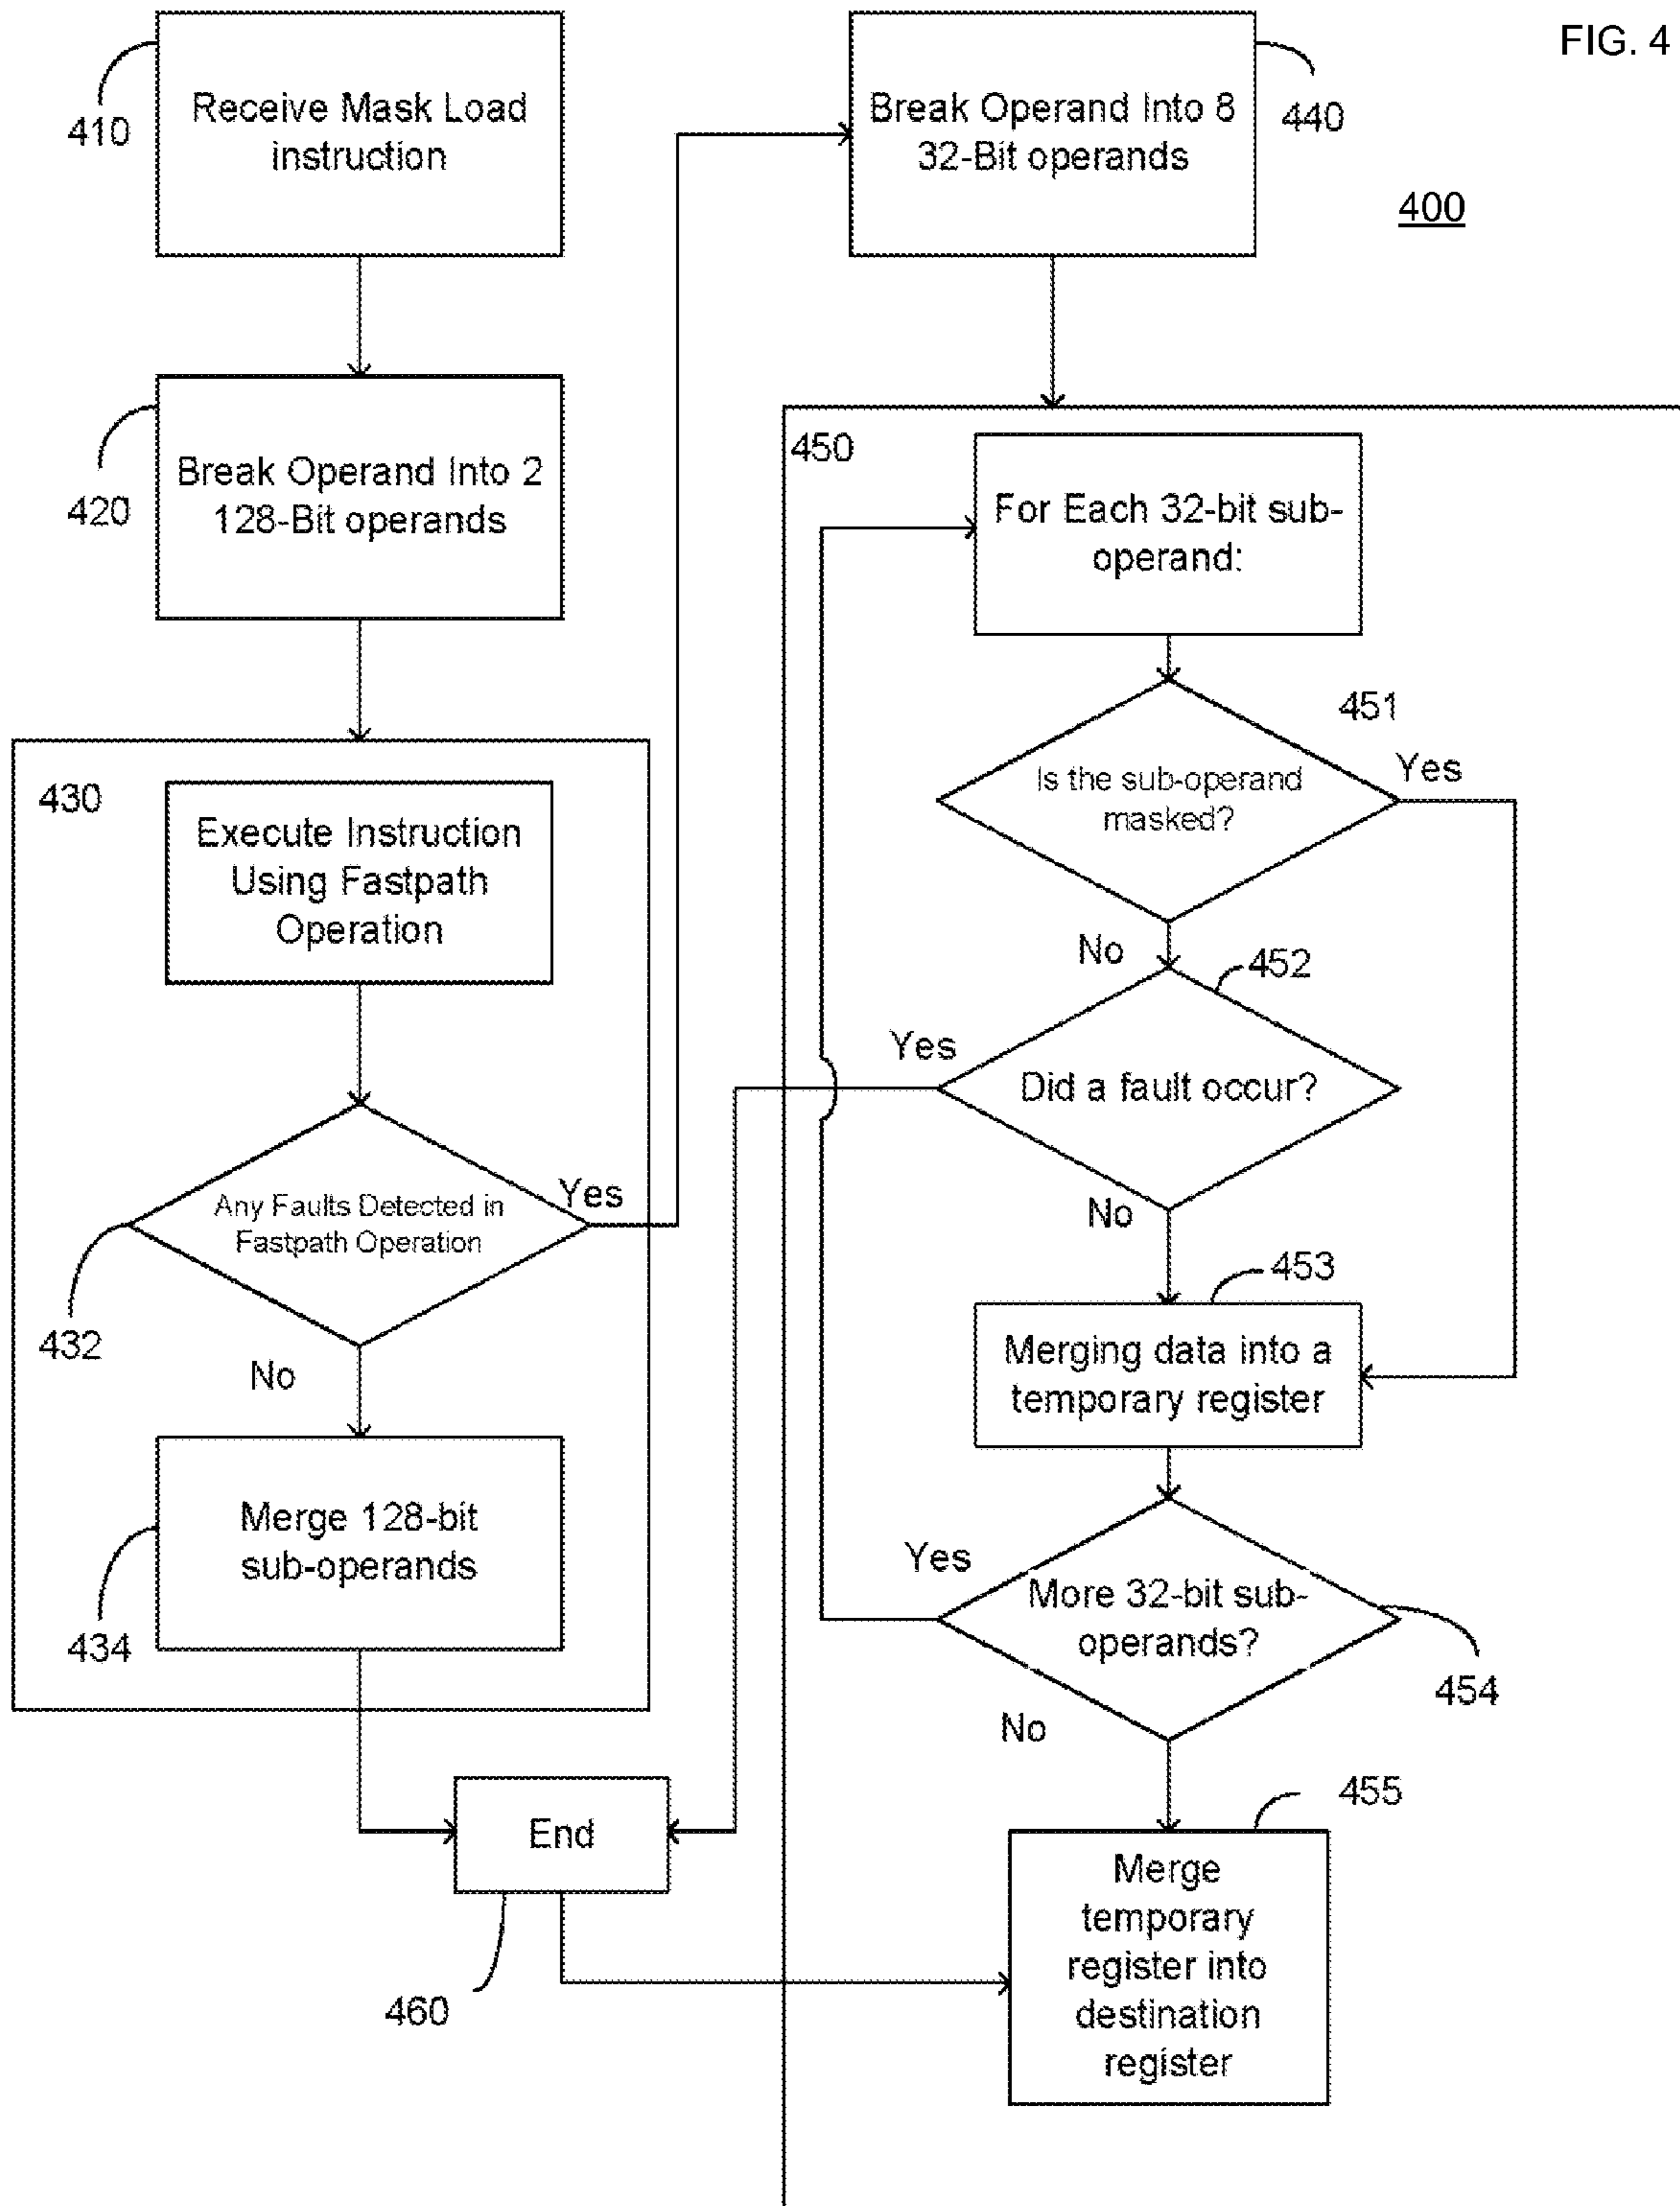 FIG. 4
400
410
Receive Mask Load
instruction
420
Break Operand Into 2
128-Bit operands
430
Execute Instruction
Using Fastpath
Operation
Any Faults Detected in
Fastpath Operation
Yes
432
No
Merge 128-bit
sub-operands
434
End
460
Break Operand Into 8
32-Bit operands
440
450
For Each 32-bit sub-
operand:
451
Is the sub-operand
masked?
Yes
No
452
Yes
Did a fault occur?
No
453
Merging data into a
temporary register
Yes
More 32-bit sub-
operands?
454
No
455
Merge
temporary
register into
destination
register